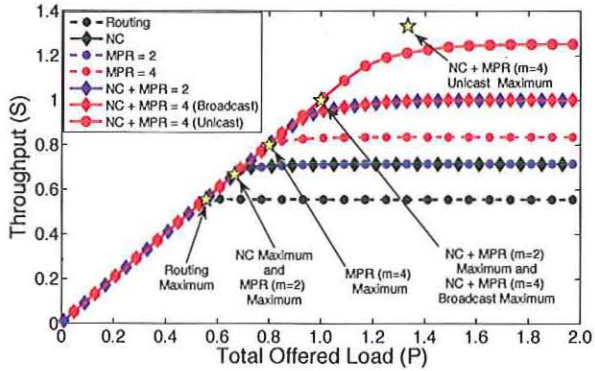 1.4
1.2
1
0.8
0.6
0.4
0.2
0
Throughput (S)
Routing
NC
MPR = 2
MPR = 4
NC + MPR = 2
NC + MPR = 4 (Broadcast)
NC + MPR = 4 (Unicast)
NC + MPR (m=4)
Unicast Maximum
Routing
Maximum
NC Maximum
and
MPR (m=2)
Maximum
MPR (m=4)
Maximum
NC + MPR (m=2)
Maximum and
NC + MPR (m=4)
Broadcast Maximum
0 0.2 0.4 0.6 0.8 1.0 1.2 1.4 1.6 1.8 2.0
Total Offered Load (P)